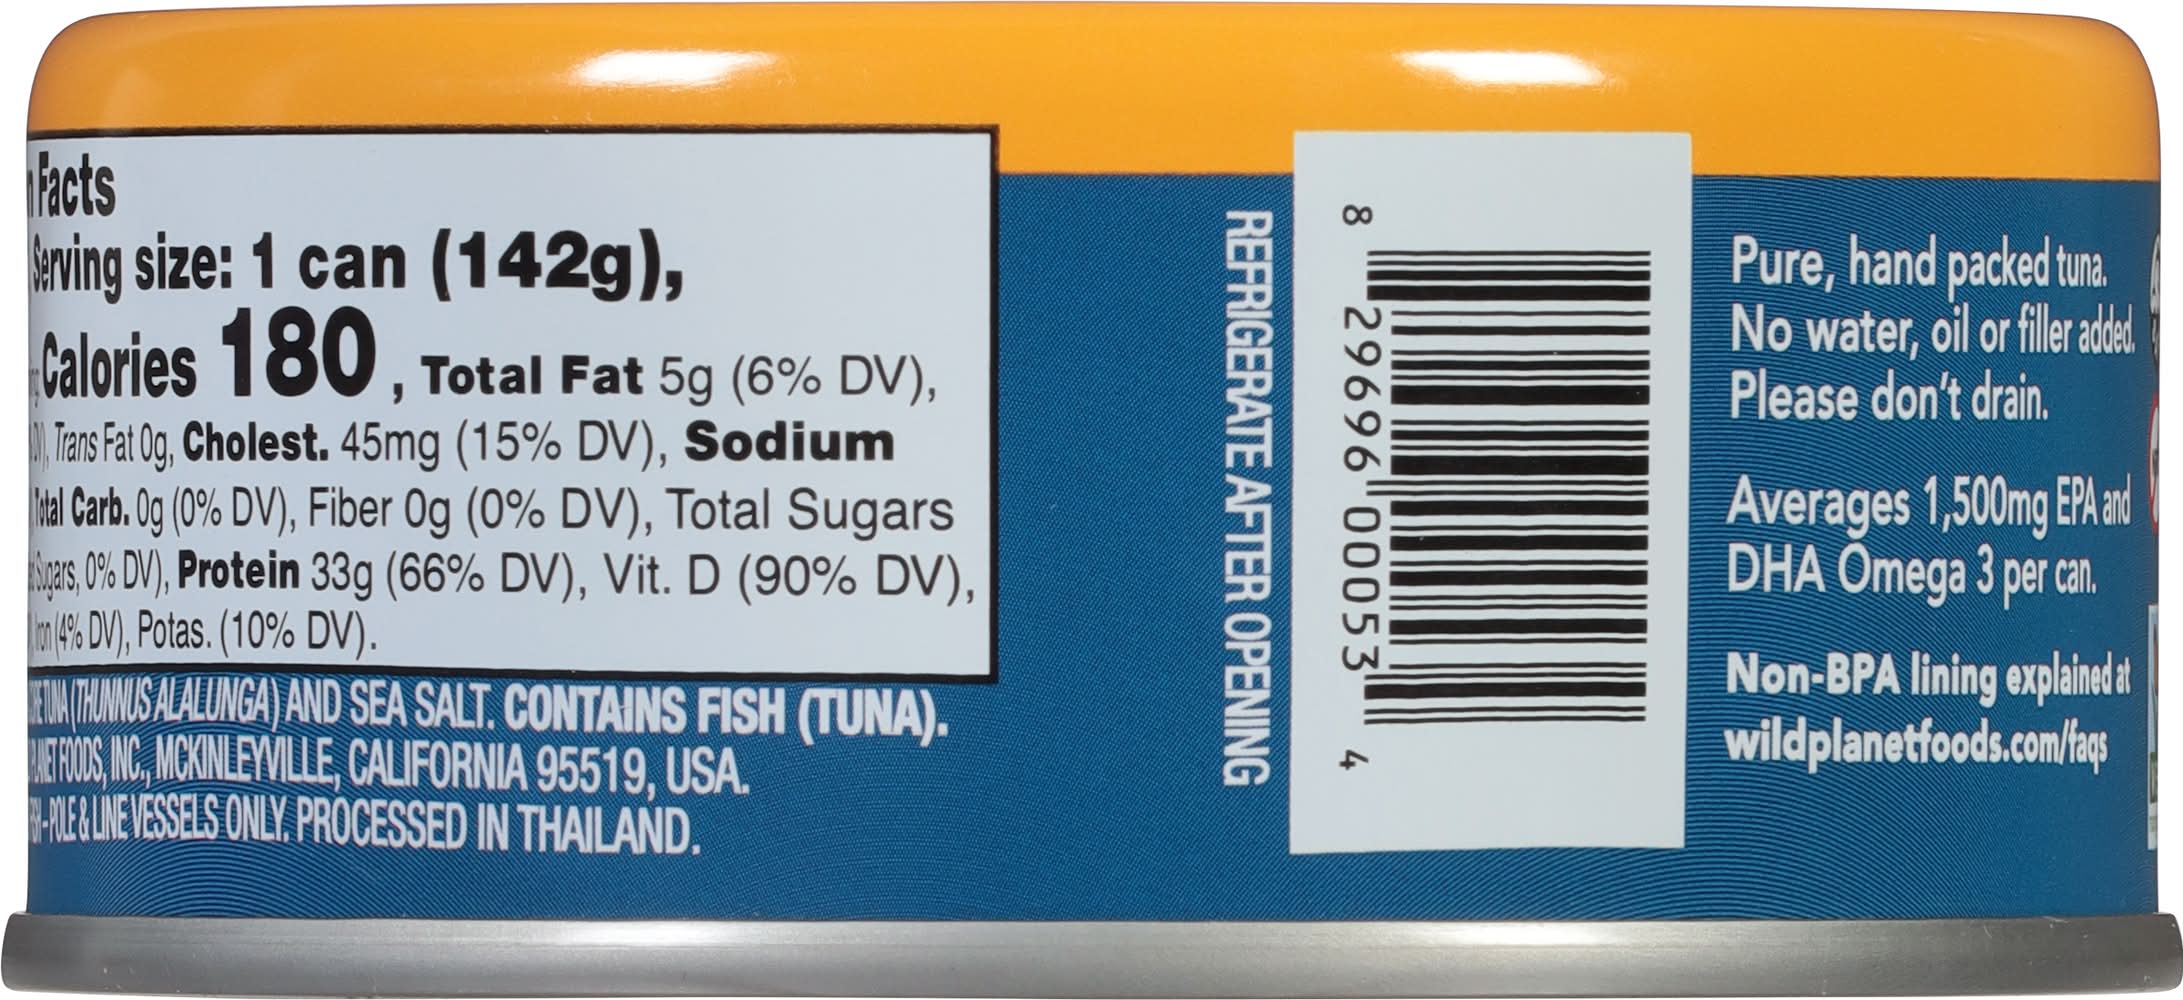 Facts
Serving size: 1 can (142g),
Calories 180 , Total Fat 5g (6% DV),
DV), Trans Fat 0g, Cholest. 45mg (15% DV), Sodium
Total Carb. 0g (0% DV), Fiber 0g (0% DV), Total Sugars
Sugars, 0% DV), Protein 33g (66% DV), Vit. D (90% DV),
Iron (4% DV), Potas. (10% DV).
TUNA (THUNNUS ALALUNGA) AND SEA SALT. CONTAINS FISH (TUNA).
PLANET FOODS, INC., MCKINLEYVILLE, CALIFORNIA 95519, USA.
- POLE & LINE VESSELS ONLY. PROCESSED IN THAILAND.
REFRIGERATE AFTER OPENING
8 29696 00053 4
Pure, hand packed tuna.
No water, oil or filler added.
Please don't drain.
Averages 1,500mg EPA and
DHA Omega 3 per can.
Non-BPA lining explained at
wildplanetfoods.com/faqs